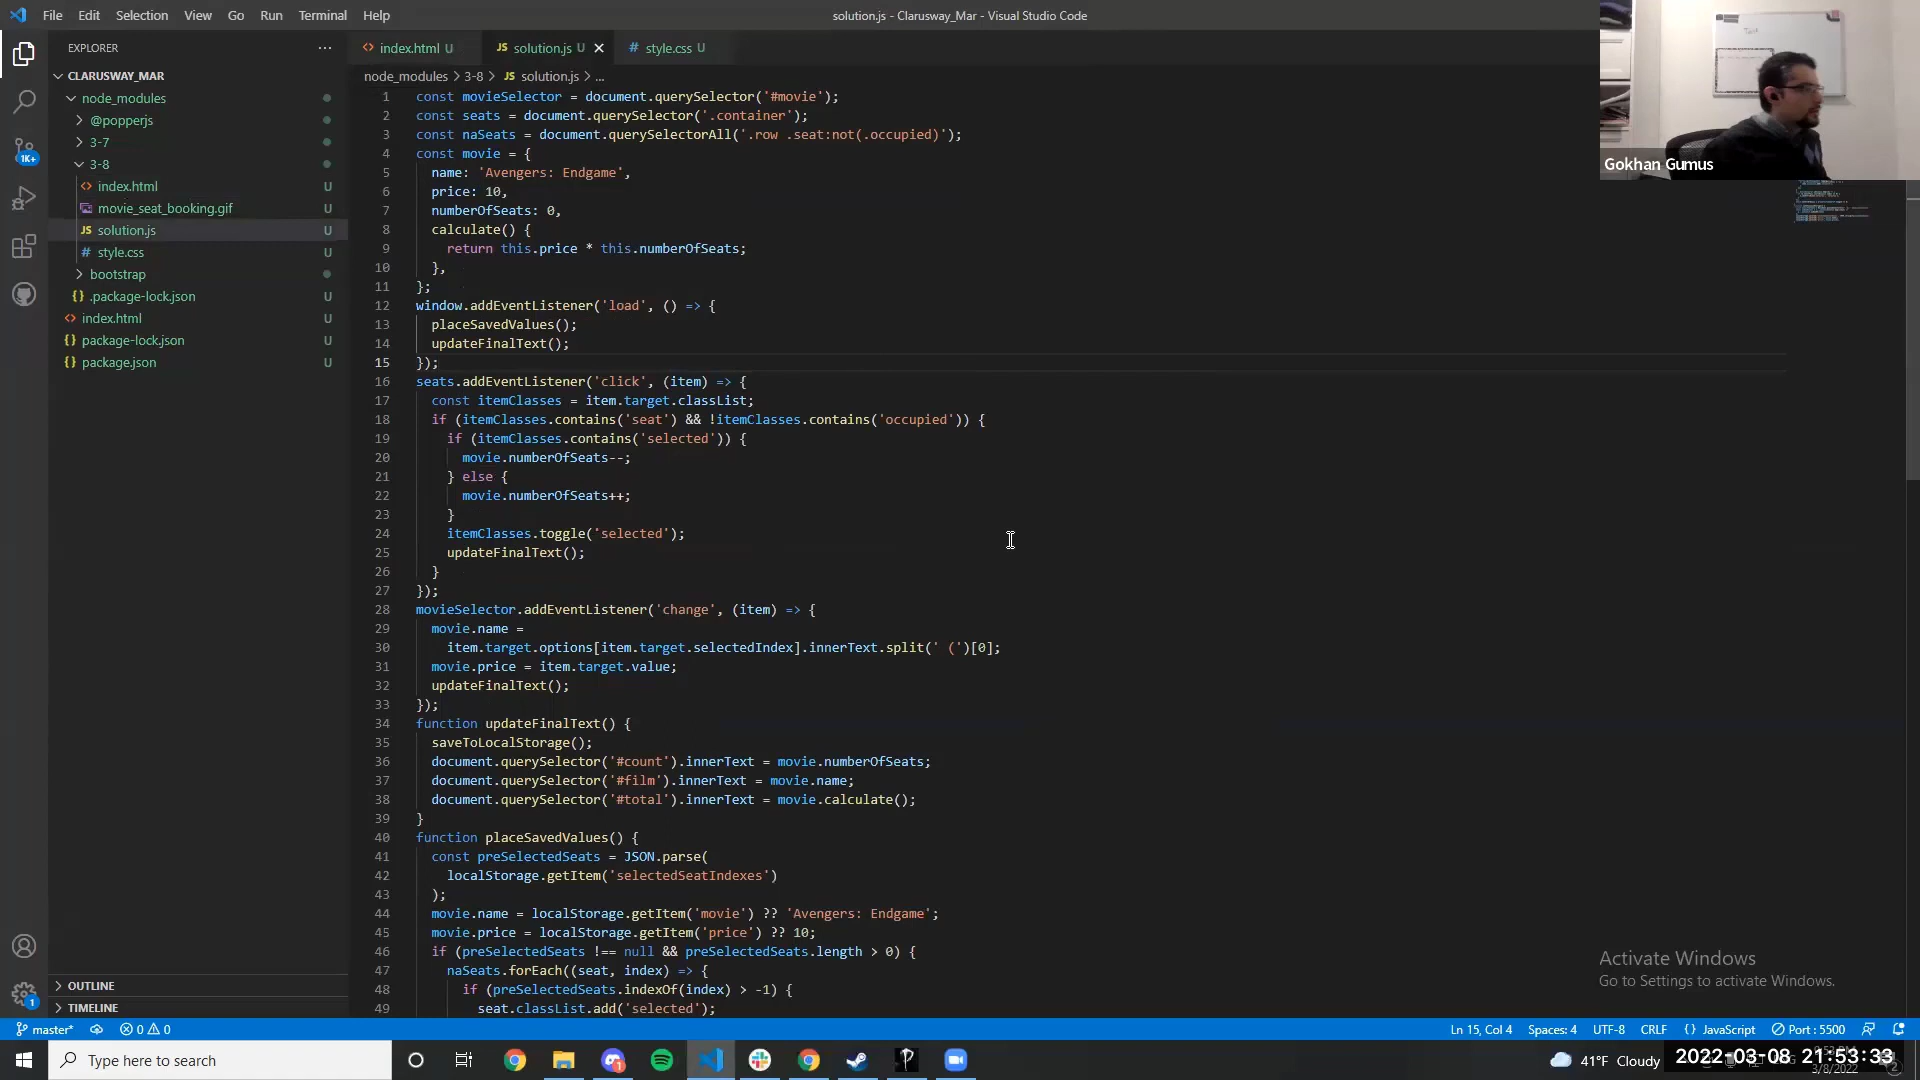 File Edit Selection View Go Run Terminal Help
solution.js - Clarusway_Mar - Visual Studio Code
EXPLORER
index.html U
JS solution.js U
# style.css U
CLARUSWAY_MAR
node_modules > 3-8 > JS solution.js > ...
node_modules
@popperjs
3-7
3-8
index.html U
movie_seat_booking.gif U
JS solution.js U
# style.css U
bootstrap
{} .package-lock.json U
index.html U
{} package-lock.json U
{} package.json U
OUTLINE
TIMELINE
1K+
1
1 const movieSelector = document.querySelector('#movie');
2 const seats = document.querySelector('.container');
3 const naSeats = document.querySelectorAll('.row .seat:not(.occupied)');
4 const movie = {
5 name: 'Avengers: Endgame',
6 price: 10,
7 numberOfSeats: 0,
8 calculate() {
9 return this.price * this.numberOfSeats;
10 },
11 };
12 window.addEventListener('load', () => {
13 placeSavedValues();
14 updateFinalText();
15 });
16 seats.addEventListener('click', (item) => {
17 const itemClasses = item.target.classList;
18 if (itemClasses.contains('seat') && !itemClasses.contains('occupied')) {
19 if (itemClasses.contains('selected')) {
20 movie.numberOfSeats--;
21 } else {
22 movie.numberOfSeats++;
23 }
24 itemClasses.toggle('selected');
25 updateFinalText();
26 }
27 });
28 movieSelector.addEventListener('change', (item) => {
29 movie.name =
30 item.target.options[item.target.selectedIndex].innerText.split(' (')[0];
31 movie.price = item.target.value;
32 updateFinalText();
33 });
34 function updateFinalText() {
35 saveToLocalStorage();
36 document.querySelector('#count').innerText = movie.numberOfSeats;
37 document.querySelector('#film').innerText = movie.name;
38 document.querySelector('#total').innerText = movie.calculate();
39 }
40 function placeSavedValues() {
41 const preSelectedSeats = JSON.parse(
42 localStorage.getItem('selectedSeatIndexes')
43 );
44 movie.name = localStorage.getItem('movie') ?? 'Avengers: Endgame';
45 movie.price = localStorage.getItem('price') ?? 10;
46 if (preSelectedSeats !== null && preSelectedSeats.length > 0) {
47 naSeats.forEach((seat, index) => {
48 if (preSelectedSeats.indexOf(index) > -1) {
49 seat.classList.add('selected');
Gokhan Gumus
Activate Windows
Go to Settings to activate Windows.
master* 0 0
Ln 15, Col 4 Spaces: 4 UTF-8 CRLF {} JavaScript Port : 5500
Type here to search
41°F Cloudy
2022-03-08 21:53:33
3/8/2022